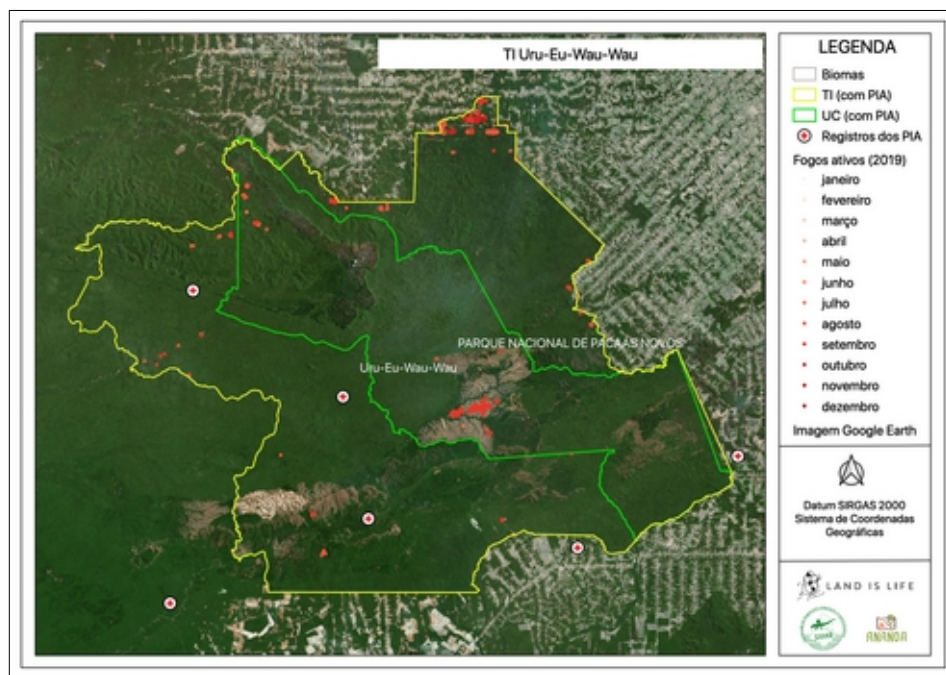 TI Uru-Eu-Wau-Wau
PARQUE NACIONAL DE PACAÁS NOVOS
Uru-Eu-Wau-Wau
LEGENDA
Biomas
TI (com PIA)
UC (com PIA)
Registros dos PIA
Fogos ativos (2019)
janeiro
fevereiro
março
abril
maio
junho
julho
agosto
setembro
outubro
novembro
dezembro
Imagem Google Earth
Datum SIRGAS 2000
Sistema de Coordenadas
Geográficas
LAND IS LIFE
ANANDA